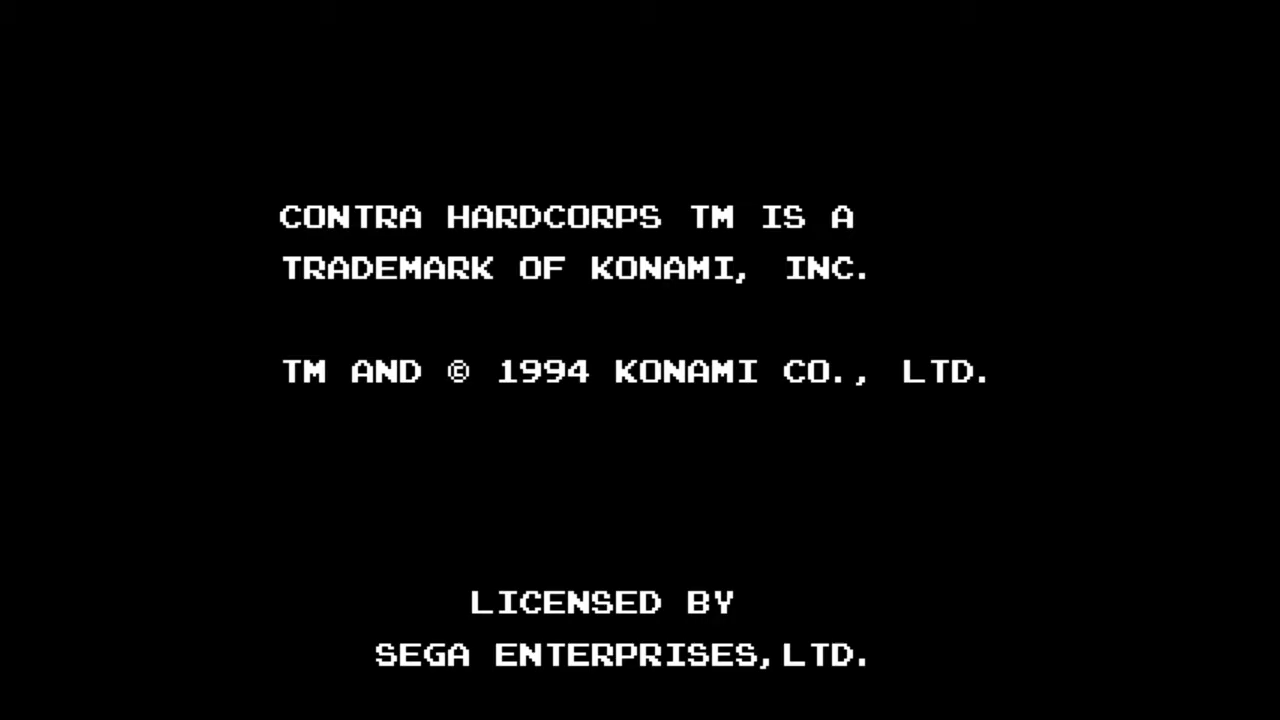 CONTRA HARDCORPS TM IS A
TRADEMARK OF KONAMI, INC.
TM AND © 1994 KONAMI CO., LTD.
LICENSED BY
SEGA ENTERPRISES,LTD.